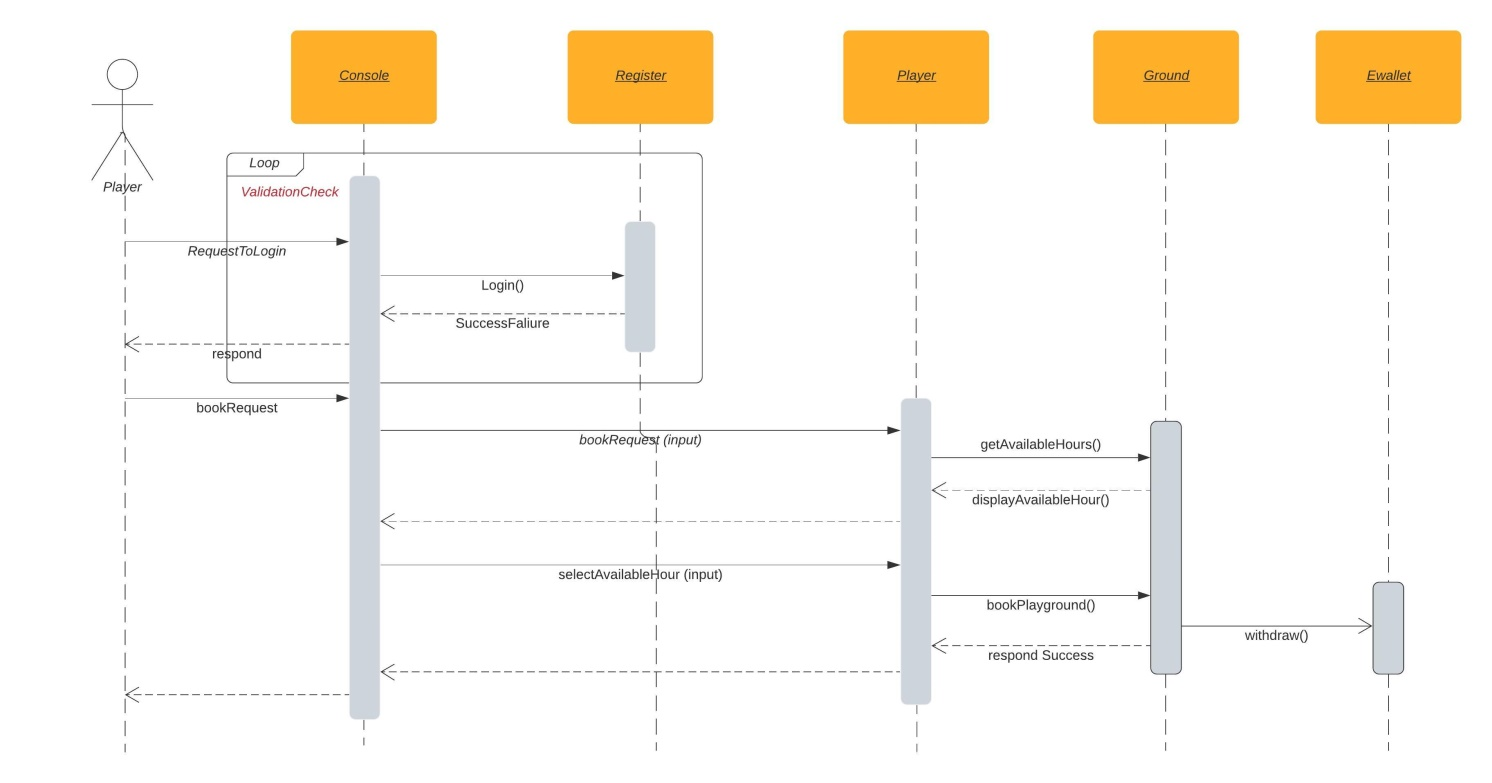 Console
Register
Player
Ground
Ewallet
Loop
Player
ValidationCheck
RequestToLogin
Login()
SuccessFaliure
respond
bookRequest
bookRequest (input)
getAvailableHours()
displayAvailableHour()
selectAvailableHour (input)
bookPlayground()
withdraw()
respond Success